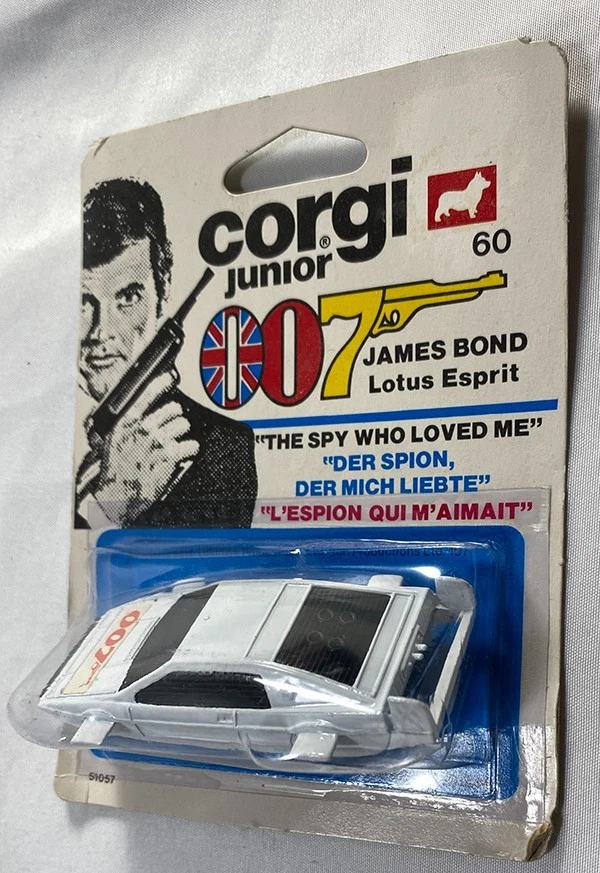 corgi®
junior
60
007
JAMES BOND
Lotus Esprit
“THE SPY WHO LOVED ME”
“DER SPION,
DER MICH LIEBTE”
“L’ESPION QUI M’AIMAIT”
007
51057